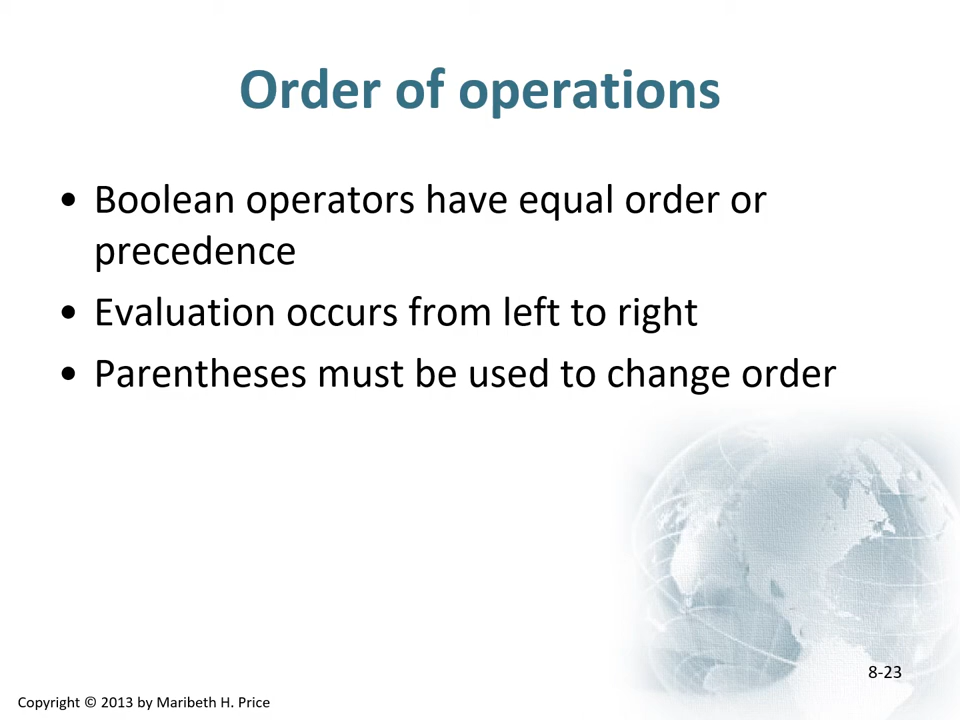 Order of operations
• Boolean operators have equal order or
precedence
• Evaluation occurs from left to right
• Parentheses must be used to change order
8-23
Copyright © 2013 by Maribeth H. Price